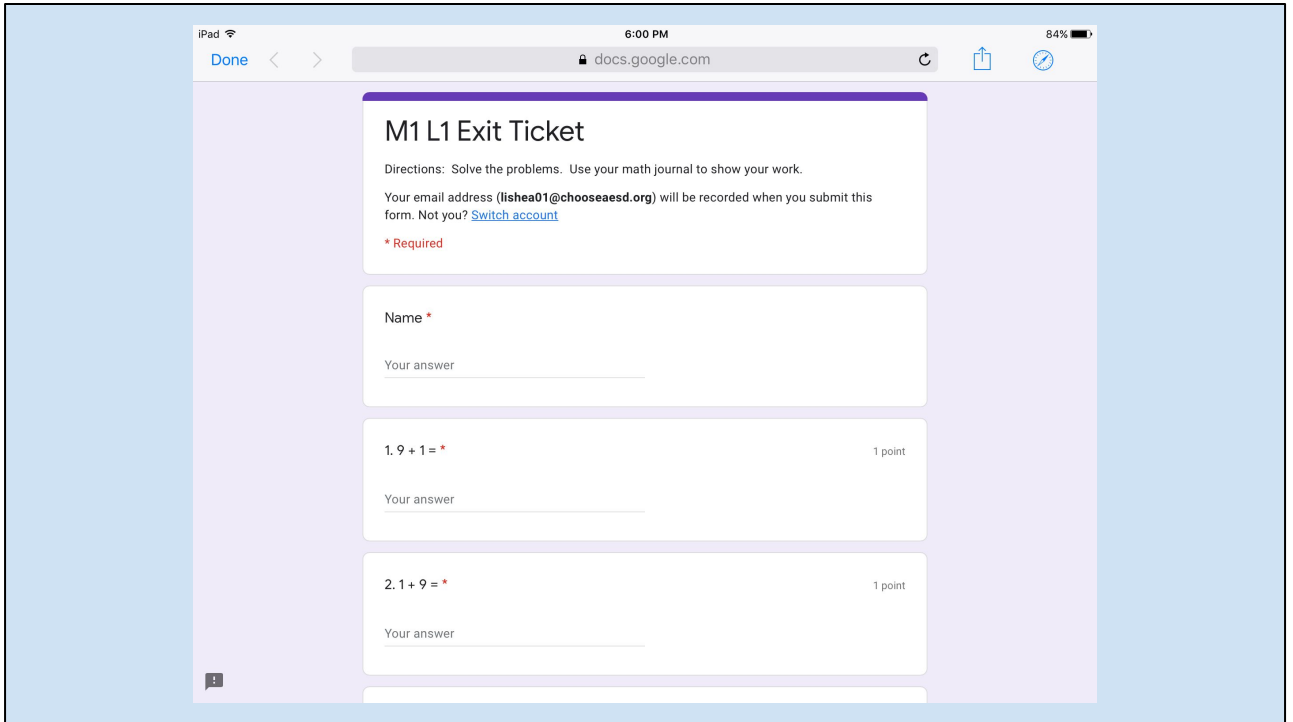 iPad 6:00 PM 84%
Done docs.google.com
M1 L1 Exit Ticket
Directions: Solve the problems. Use your math journal to show your work.
Your email address (lishea01@chooseaesd.org) will be recorded when you submit this
form. Not you? Switch account
* Required
Name *
Your answer
1. 9 + 1 = * 1 point
Your answer
2. 1 + 9 = * 1 point
Your answer